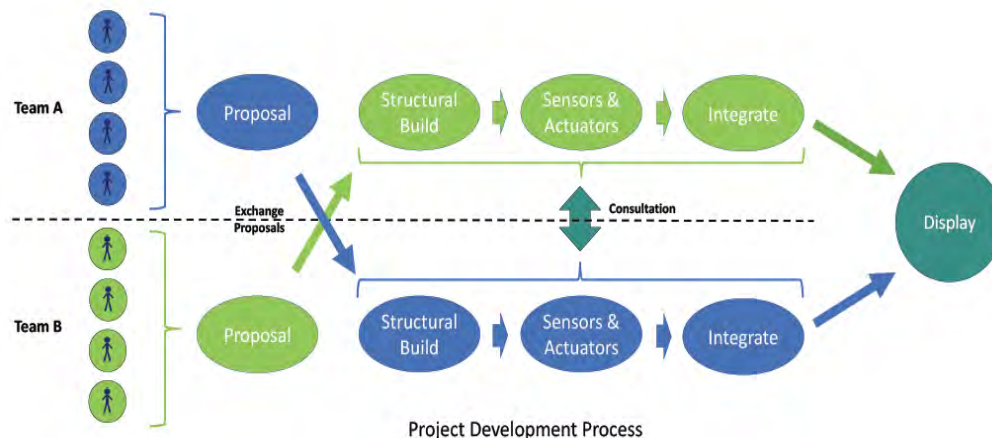 Team A
Proposal
Structural
Build
Sensors &
Actuators
Integrate
Exchange
Proposals
Consultation
Display
Team B
Proposal
Structural
Build
Sensors &
Actuators
Integrate
Project Development Process